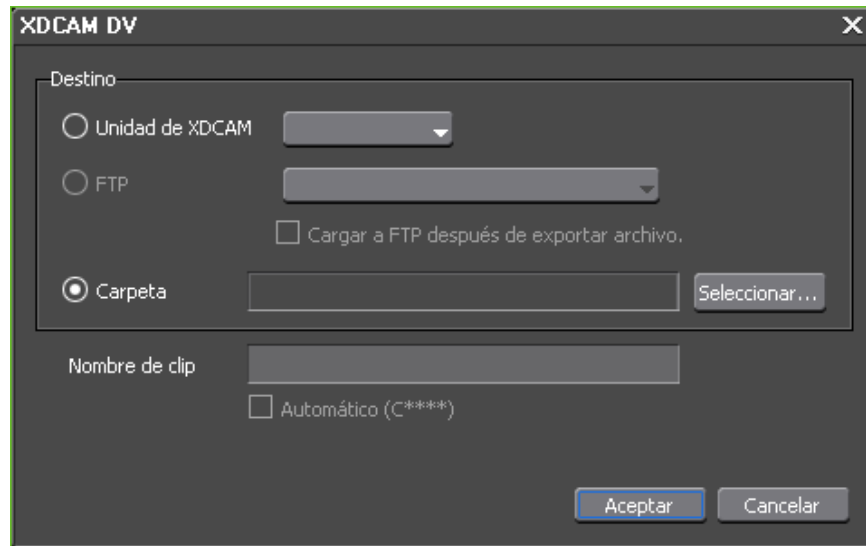 XDCAM DV
Destino
Unidad de XDCAM
FTP
Cargar a FTP después de exportar archivo.
Carpeta
Seleccionar...
Nombre de clip
Automático (C****)
Aceptar
Cancelar